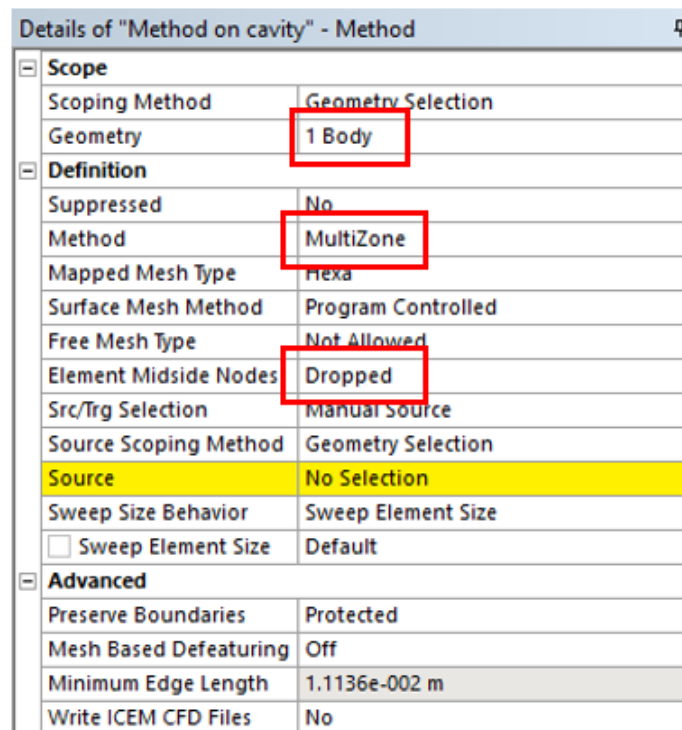 Details of "Method on cavity" - Method
Scope
Scoping Method Geometry Selection
Geometry 1 Body
Definition
Suppressed No
Method MultiZone
Mapped Mesh Type Hexa
Surface Mesh Method Program Controlled
Free Mesh Type Not Allowed
Element Midside Nodes Dropped
Src/Trg Selection Manual Source
Source Scoping Method Geometry Selection
Source No Selection
Sweep Size Behavior Sweep Element Size
Sweep Element Size Default
Advanced
Preserve Boundaries Protected
Mesh Based Defeaturing Off
Minimum Edge Length 1.1136e-002 m
Write ICEM CFD Files No